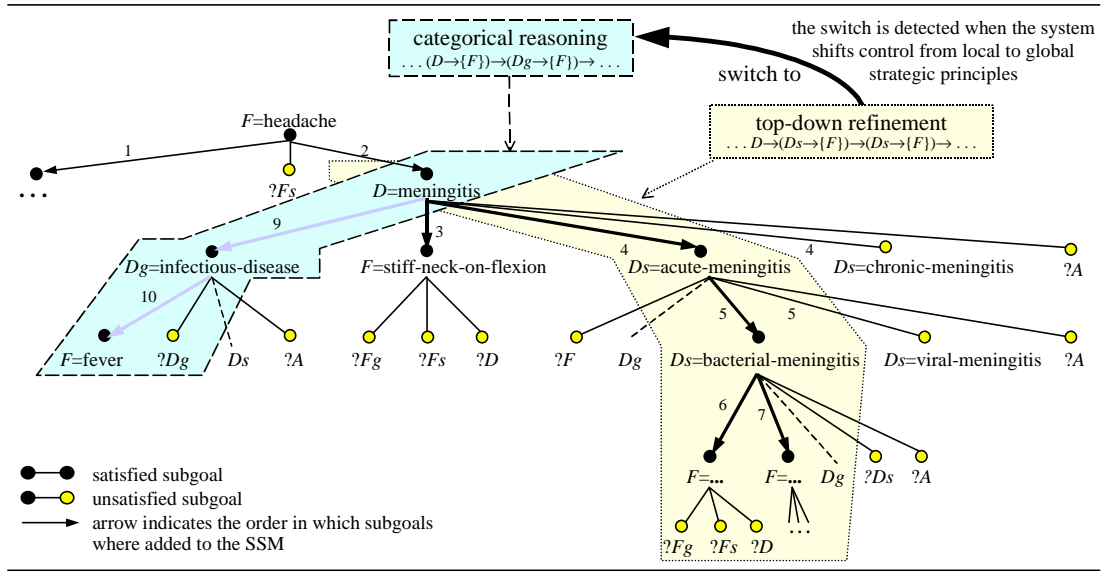 categorical reasoning
. . . (D→{F})→(Dg→{F})→ . . .
the switch is detected when the system
shifts control from local to global
strategic principles
switch to
top-down refinement
. . . D→(Ds→{F})→(Ds→{F})→ . . .
F=headache
1
2
...
?Fs
D=meningitis
9
3
4
4
Dg=infectious-disease
F=stiff-neck-on-flexion
Ds=acute-meningitis
Ds=chronic-meningitis
?A
10
5
5
F=fever
?Dg
Ds
?A
?Fg
?Fs
?D
?F
Dg
Ds=bacterial-meningitis
Ds=viral-meningitis
?A
6
7
F=...
F=...
Dg
?Ds
?A
...
?Fg
?Fs
?D
satisfied subgoal
unsatisfied subgoal
arrow indicates the order in which subgoals
where added to the SSM